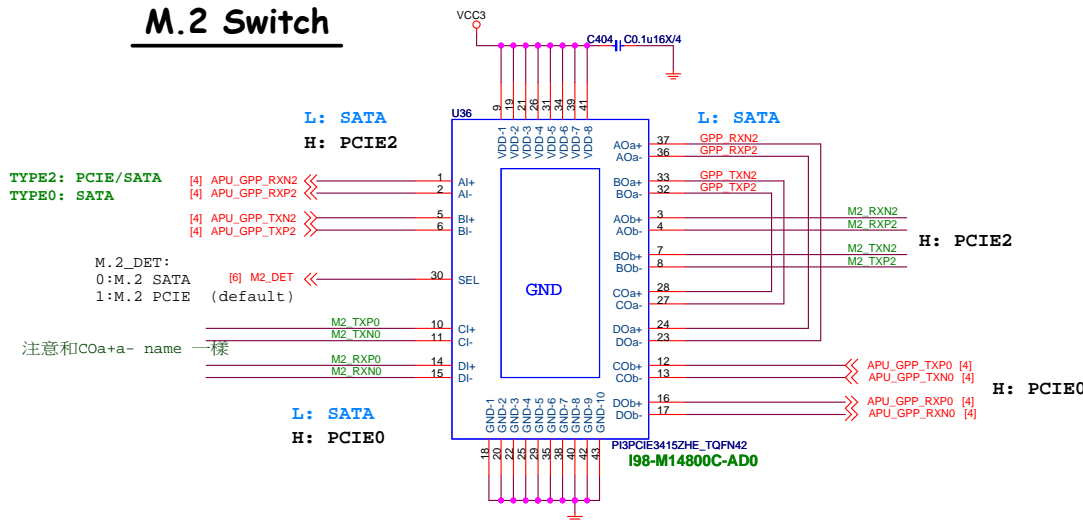 M.2 Switch
VCC3
C404 C0.1u16X/4
U36
L: SATA
H: PCIE2
L: SATA
9 19 21 26 31 34 39 41
VDD-1 VDD-2 VDD-3 VDD-4 VDD-5 VDD-6 VDD-7 VDD-8
TYPE2: PCIE/SATA
TYPE0: SATA
[4] APU_GPP_RXN2 1 AI+
[4] APU_GPP_RXP2 2 AI-
[4] APU_GPP_TXN2 5 BI+
[4] APU_GPP_TXP2 6 BI-
M.2_DET:
0:M.2 SATA
1:M.2 PCIE (default)
[6] M2_DET 30 SEL
M2_TXP0 10 CI+
M2_TXN0 11 CI-
注意和COa+a- name 一樣
M2_RXP0 14 DI+
M2_RXN0 15 DI-
L: SATA
H: PCIE0
GND
AOa+ 37 GPP_RXN2
AOa- 36 GPP_RXP2
BOa+ 33 GPP_TXN2
BOa- 32 GPP_TXP2
AOb+ 3 M2_RXN2
AOb- 4 M2_RXP2
H: PCIE2
BOb+ 7 M2_TXN2
BOb- 8 M2_TXP2
COa+ 28
COa- 27
DOa+ 24
DOa- 23
COb+ 12 APU_GPP_TXP0 [4]
COb- 13 APU_GPP_TXN0 [4]
H: PCIE0
DOb+ 16 APU_GPP_RXP0 [4]
DOb- 17 APU_GPP_RXN0 [4]
GND-1 GND-2 GND-3 GND-4 GND-5 GND-6 GND-7 GND-8 GND-9 GND-10
18 20 22 25 29 35 38 40 42 43
PI3PCIE3415ZHE_TQFN42
I98-M14800C-AD0